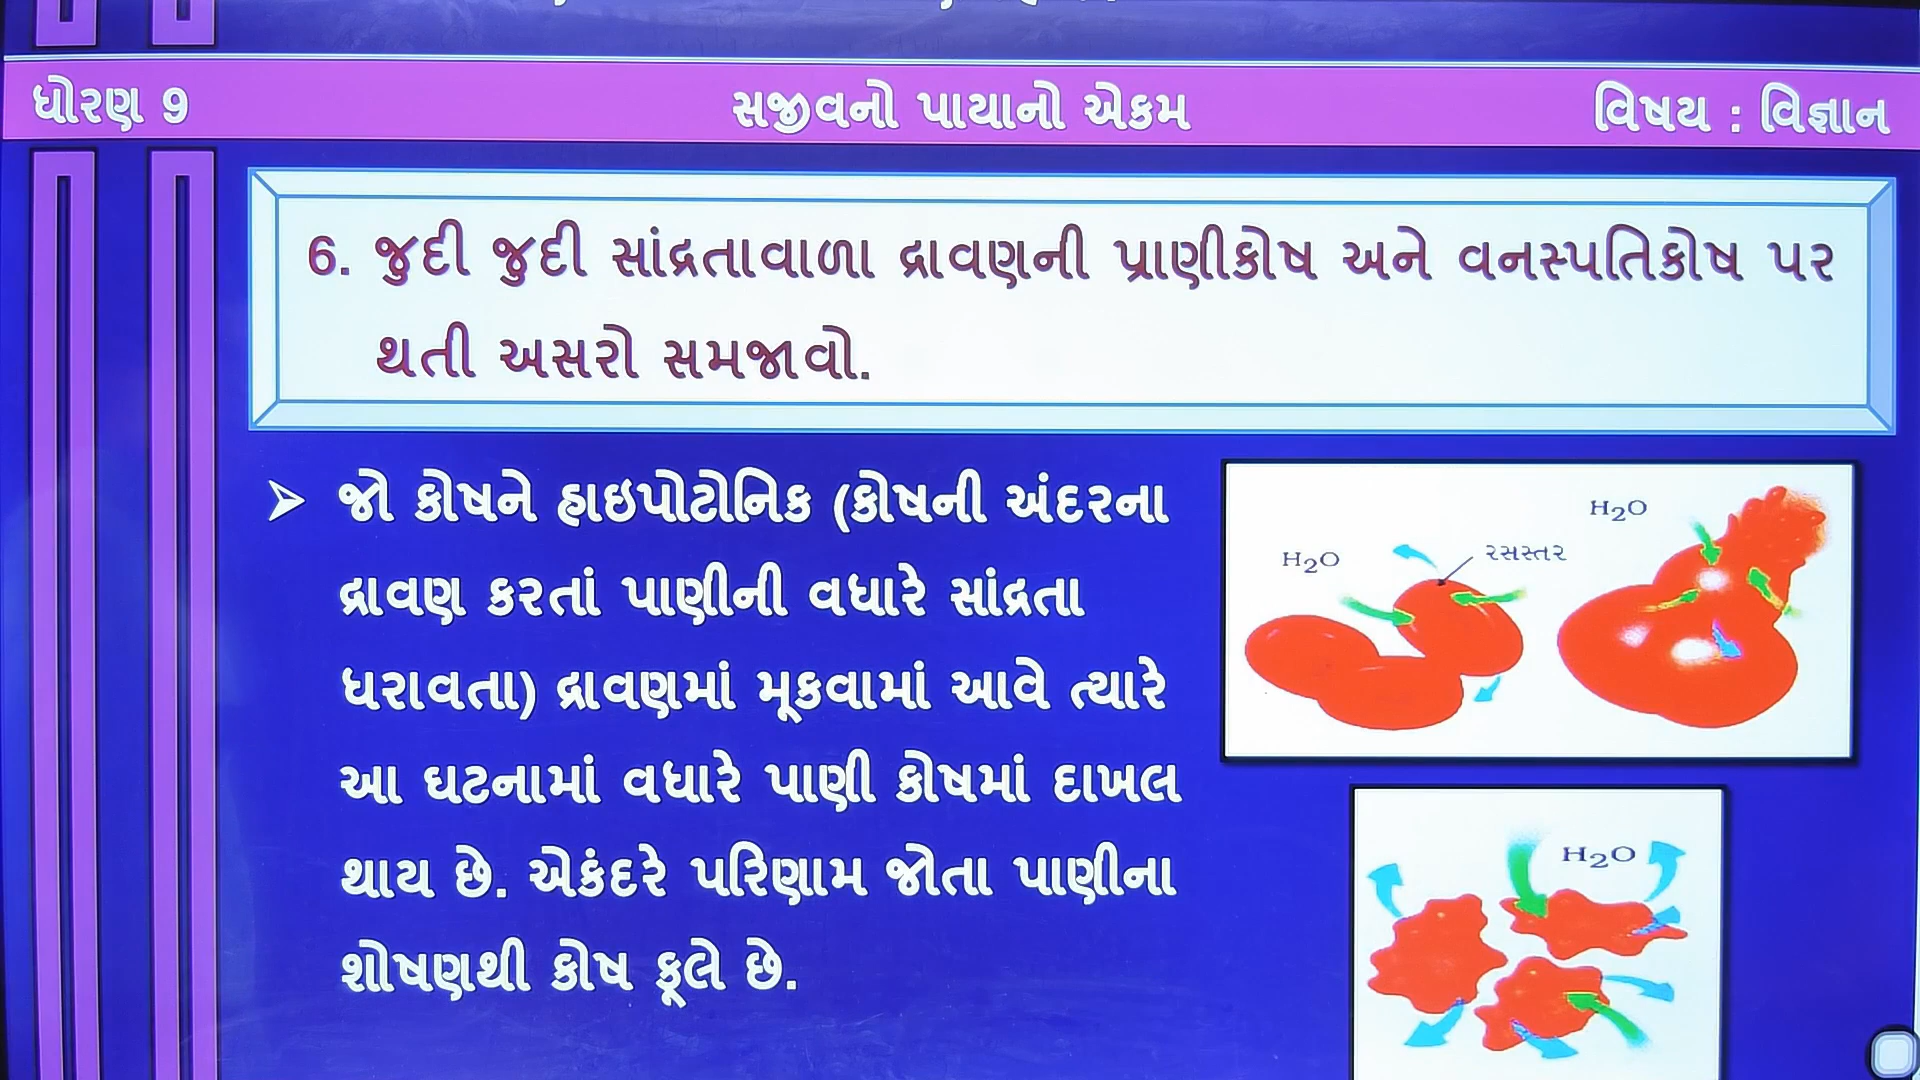 ધોરણ 9
સજીવનો પાયાનો એકમ
વિષય : વિજ્ઞાન
6. જુદી જુદી સાંદ્રતાવાળા દ્રાવણની પ્રાણીકોષ અને વનસ્પતિકોષ પર
થતી અસરો સમજાવો.
➢ જો કોષને હાઇપોટોનિક (કોષની અંદરના
દ્રાવણ કરતાં પાણીની વધારે સાંદ્રતા
ધરાવતા) દ્રાવણમાં મૂકવામાં આવે ત્યારે
આ ઘટનામાં વધારે પાણી કોષમાં દાખલ
થાય છે. એકંદરે પરિણામ જોતા પાણીના
શોષણથી કોષ ફૂલે છે.
H₂O
રસસ્તર
H₂O
H₂O